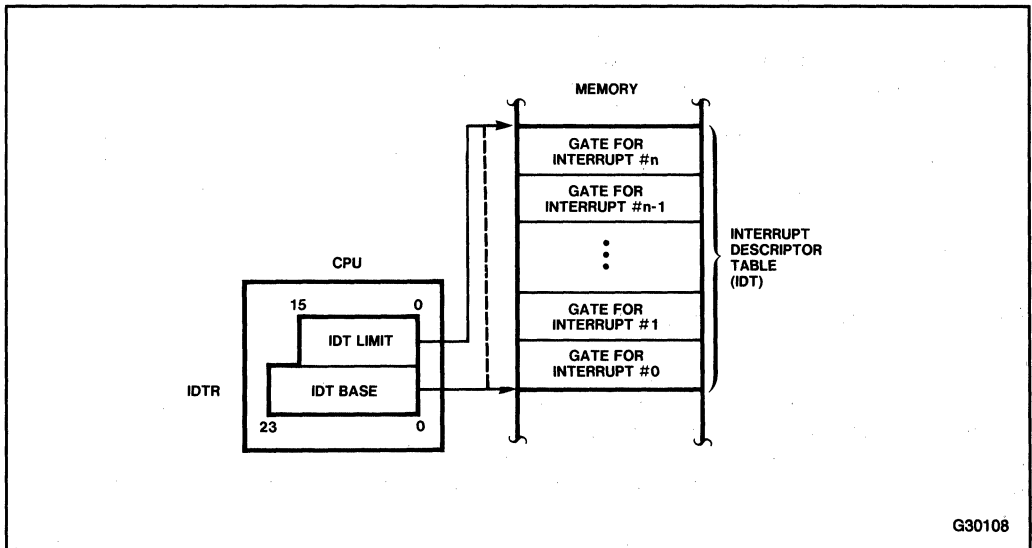 MEMORY
GATE FOR
INTERRUPT #n
GATE FOR
INTERRUPT #n-1
INTERRUPT
DESCRIPTOR
TABLE
(IDT)
GATE FOR
INTERRUPT #1
GATE FOR
INTERRUPT #0
CPU
15 0
IDT LIMIT
IDTR
IDT BASE
23 0
G30108